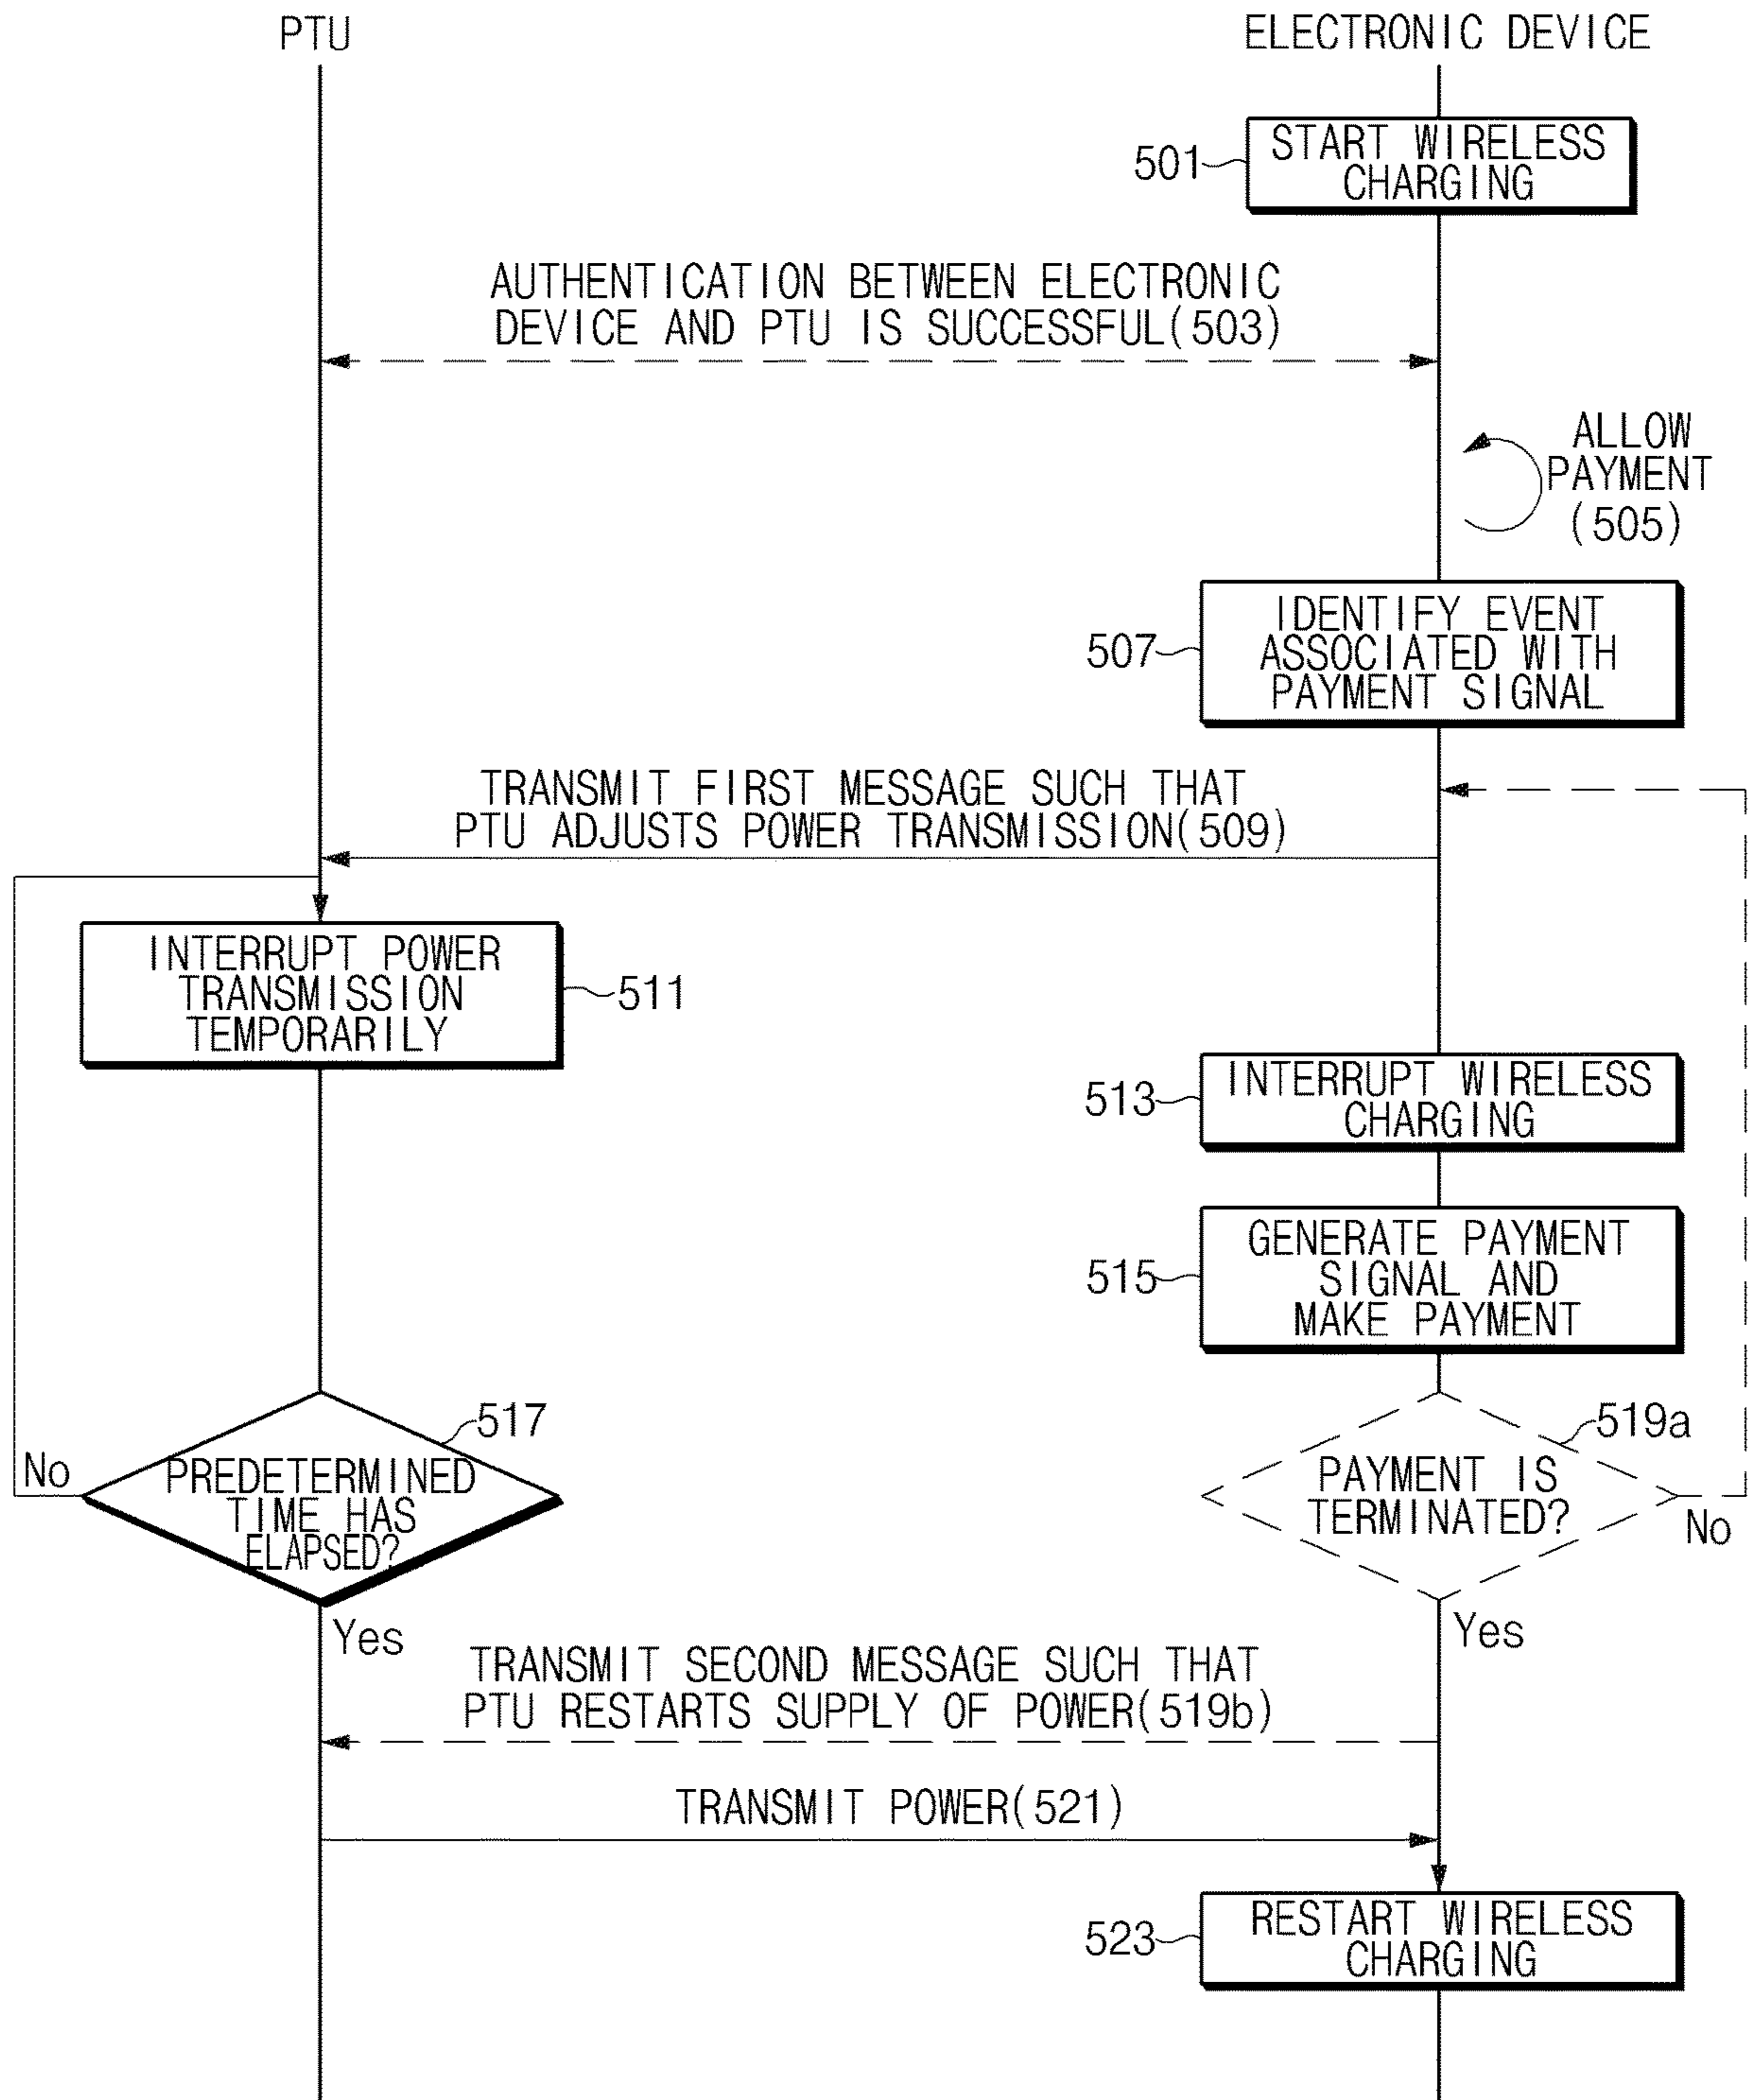 PTU
ELECTRONIC DEVICE
501
START WIRELESS
CHARGING
AUTHENTICATION BETWEEN ELECTRONIC
DEVICE AND PTU IS SUCCESSFUL(503)
ALLOW
PAYMENT
(505)
507
IDENTIFY EVENT
ASSOCIATED WITH
PAYMENT SIGNAL
TRANSMIT FIRST MESSAGE SUCH THAT
PTU ADJUSTS POWER TRANSMISSION(509)
INTERRUPT POWER
TRANSMISSION
TEMPORARILY
511
513
INTERRUPT WIRELESS
CHARGING
515
GENERATE PAYMENT
SIGNAL AND
MAKE PAYMENT
517
No
PREDETERMINED
TIME HAS
ELAPSED?
Yes
519a
PAYMENT IS
TERMINATED?
No
Yes
TRANSMIT SECOND MESSAGE SUCH THAT
PTU RESTARTS SUPPLY OF POWER(519b)
TRANSMIT POWER(521)
523
RESTART WIRELESS
CHARGING